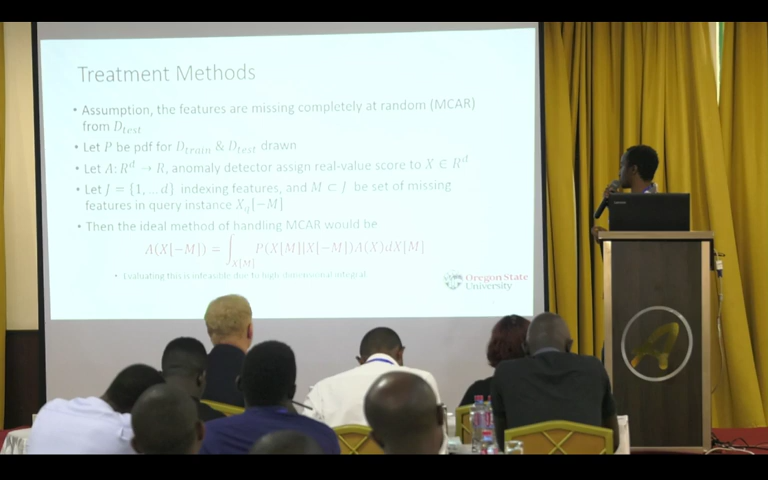 Treatment Methods
• Assumption, the features are missing completely at random (MCAR)
from D_test
• Let P be pdf for D_train & D_test drawn
• Let A: R^d → R, anomaly detector assign real-value score to X ⊂ R^d
• Let J = {1, ... d} indexing features, and M ⊂ J be set of missing
features in query instance X_q[−M]
• Then the ideal method of handling MCAR would be
A(X[−M]) = ∫_X[M] P(X[M]|X[−M])A(X)dX[M]
• Evaluating this is infeasible due to high dimensional integral
Oregon State
University